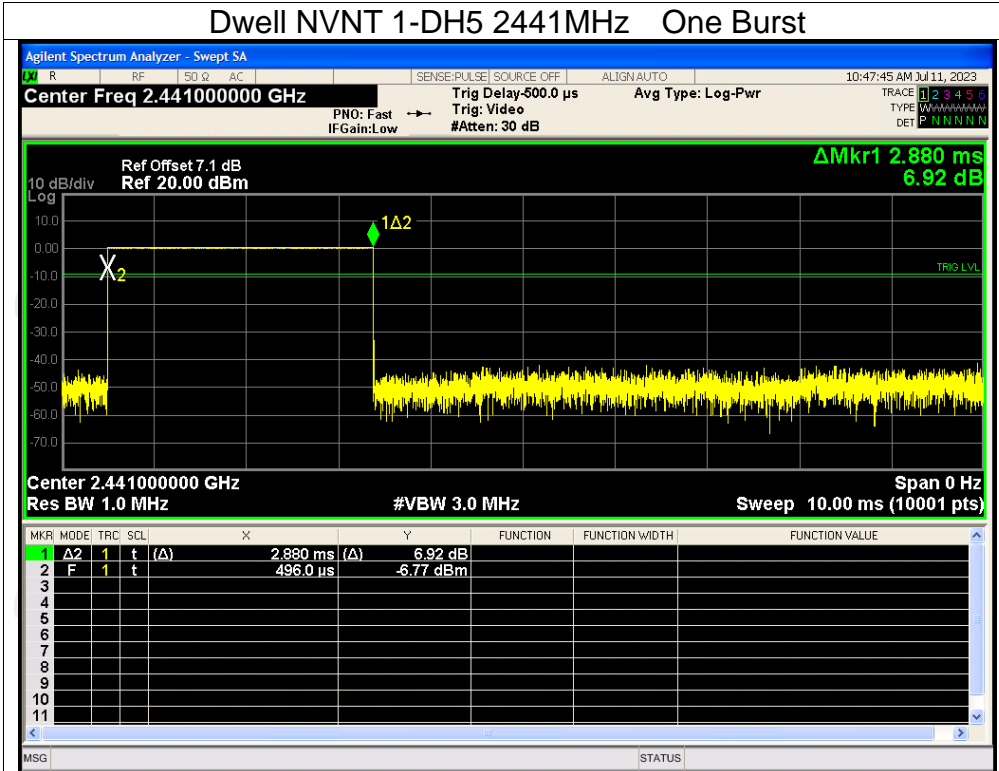 Dwell NVNT 1-DH5 2441MHz One Burst
Agilent Spectrum Analyzer - Swept SA
LXI R RF 50 Ω AC SENSE:PULSE SOURCE OFF ALIGN AUTO 10:47:45 AM Jul 11, 2023
Center Freq 2.441000000 GHz Trig Delay-500.0 µs Avg Type: Log-Pwr TRACE 1 2 3 4 5 6
PNO: Fast Trig: Video TYPE WWWWWW
IFGain:Low #Atten: 30 dB DET P N N N N N
ΔMkr1 2.880 ms
6.92 dB
Ref Offset 7.1 dB
10 dB/div Ref 20.00 dBm
Log
10.0
1Δ2
0.00
2
TRIG LVL
-10.0
-20.0
-30.0
-40.0
-50.0
-60.0
-70.0
Center 2.441000000 GHz Span 0 Hz
Res BW 1.0 MHz #VBW 3.0 MHz Sweep 10.00 ms (10001 pts)
MKR MODE TRC SCL X Y FUNCTION FUNCTION WIDTH FUNCTION VALUE
1 Δ2 1 t (Δ) 2.880 ms (Δ) 6.92 dB
2 F 1 t 496.0 µs -6.77 dBm
3
4
5
6
7
8
9
10
11
MSG STATUS